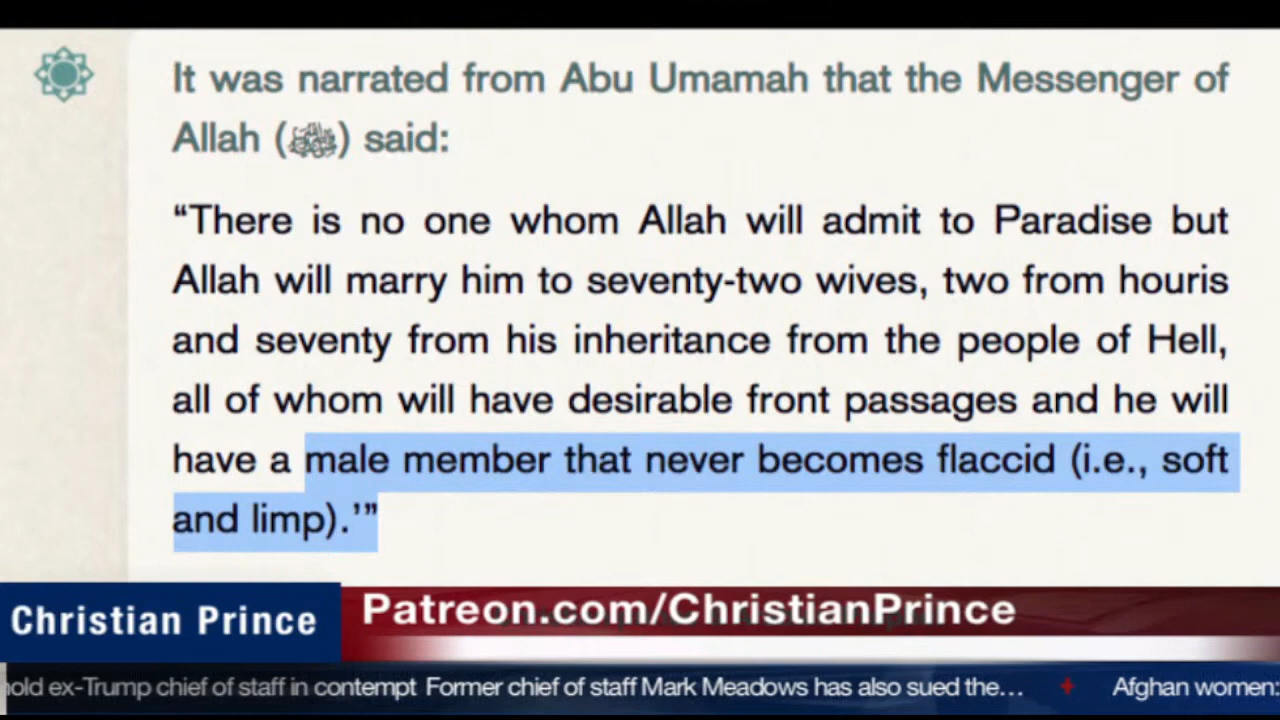 It was narrated from Abu Umamah that the Messenger of
Allah (ﷺ) said:
“There is no one whom Allah will admit to Paradise but
Allah will marry him to seventy-two wives, two from houris
and seventy from his inheritance from the people of Hell,
all of whom will have desirable front passages and he will
have a male member that never becomes flaccid (i.e., soft
and limp).’”
Christian Prince
Patreon.com/ChristianPrince
ex-Trump chief of staff in contempt Former chief of staff Mark Meadows has also sued the… Afghan women: